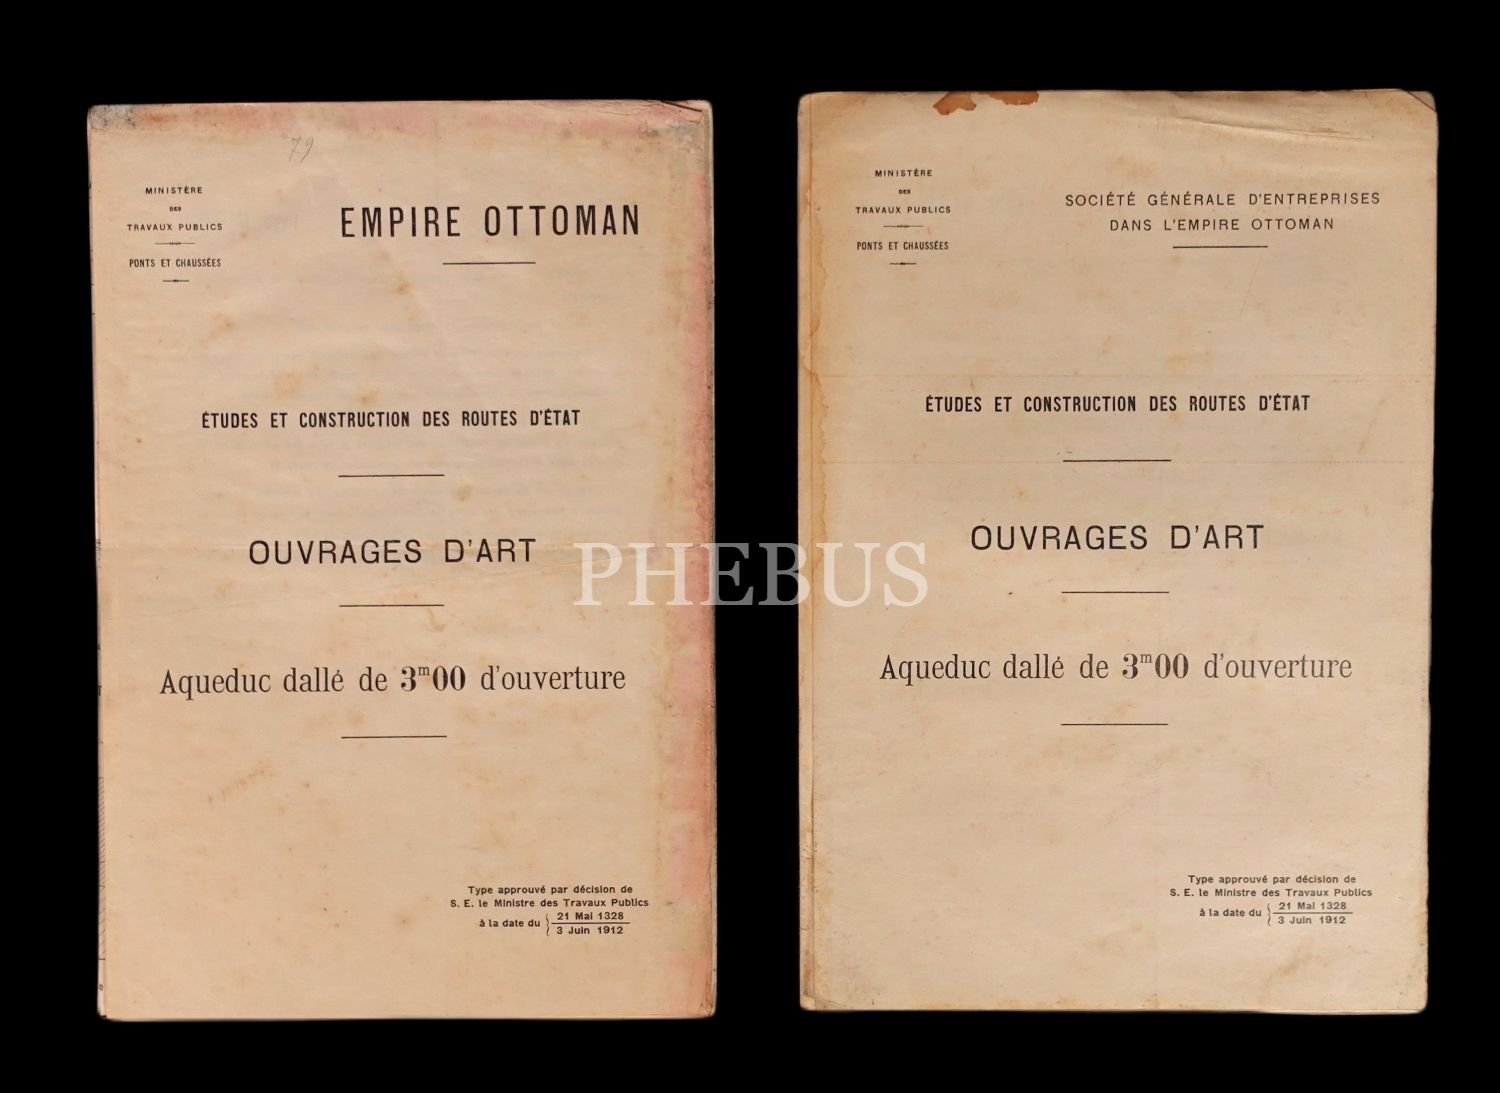 79
MINISTÈRE
DES
TRAVAUX PUBLICS
PONTS ET CHAUSSÉES
EMPIRE OTTOMAN
ÉTUDES ET CONSTRUCTION DES ROUTES D'ÉTAT
OUVRAGES D'ART
Aqueduc dallé de 3m00 d'ouverture
Type approuvé par décision de
S. E. le Ministre des Travaux Publics
à la date du { 21 Mai 1328
3 Juin 1912
MINISTÈRE
DES
TRAVAUX PUBLICS
PONTS ET CHAUSSÉES
SOCIÉTÉ GÉNÉRALE D'ENTREPRISES
DANS L'EMPIRE OTTOMAN
ÉTUDES ET CONSTRUCTION DES ROUTES D'ÉTAT
OUVRAGES D'ART
Aqueduc dallé de 3m00 d'ouverture
Type approuvé par décision de
S. E. le Ministre des Travaux Publics
à la date du { 21 Mai 1328
3 Juin 1912
PHEBUS